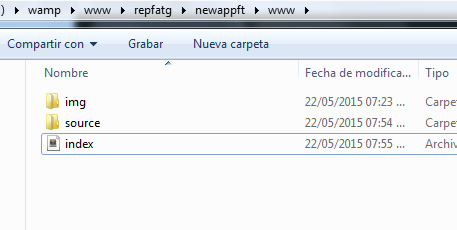 ) ▸ wamp ▸ www ▸ repfatg ▸ newappft ▸ www ▸
Compartir con ▾ Grabar Nueva carpeta
Nombre Fecha de modifica... Tipo
img 22/05/2015 07:23 ... Carpe
source 22/05/2015 07:54 ... Carpe
index 22/05/2015 07:55 ... Archiv